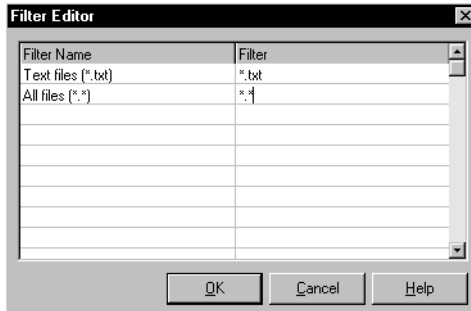 Filter Editor
Filter Name Filter
Text files (*.txt) *.txt
All files (*.*) *.*
OK Cancel Help